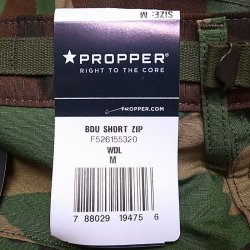 SIZE: M
PROPPER
RIGHT TO THE CORE
PROPPER.COM
BDU SHORT ZIP
F526155320
WDL
M
7 88029 19475 6